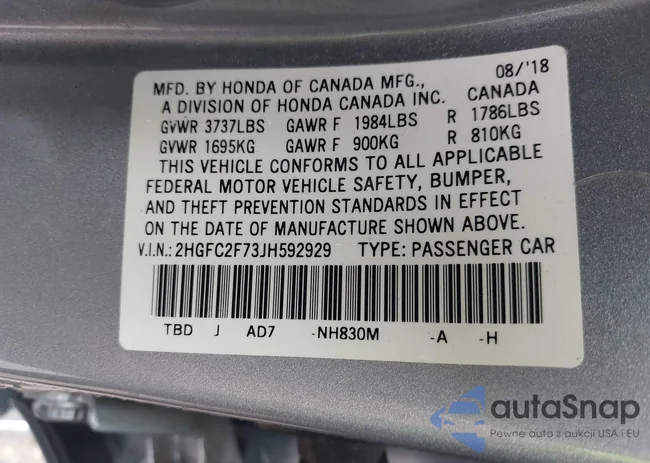 08/'18
MFD. BY HONDA OF CANADA MFG.,
A DIVISION OF HONDA CANADA INC. CANADA
GVWR 3737LBS GAWR F 1984LBS R 1786LBS
GVWR 1695KG GAWR F 900KG R 810KG
THIS VEHICLE CONFORMS TO ALL APPLICABLE
FEDERAL MOTOR VEHICLE SAFETY, BUMPER,
AND THEFT PREVENTION STANDARDS IN EFFECT
ON THE DATE OF MANUFACTURE SHOWN ABOVE.
V.I.N.: 2HGFC2F73JH592929 TYPE: PASSENGER CAR
TBD J AD7 -NH830M -A -H
autaSnap
Pewne auto z aukcji USA i EU